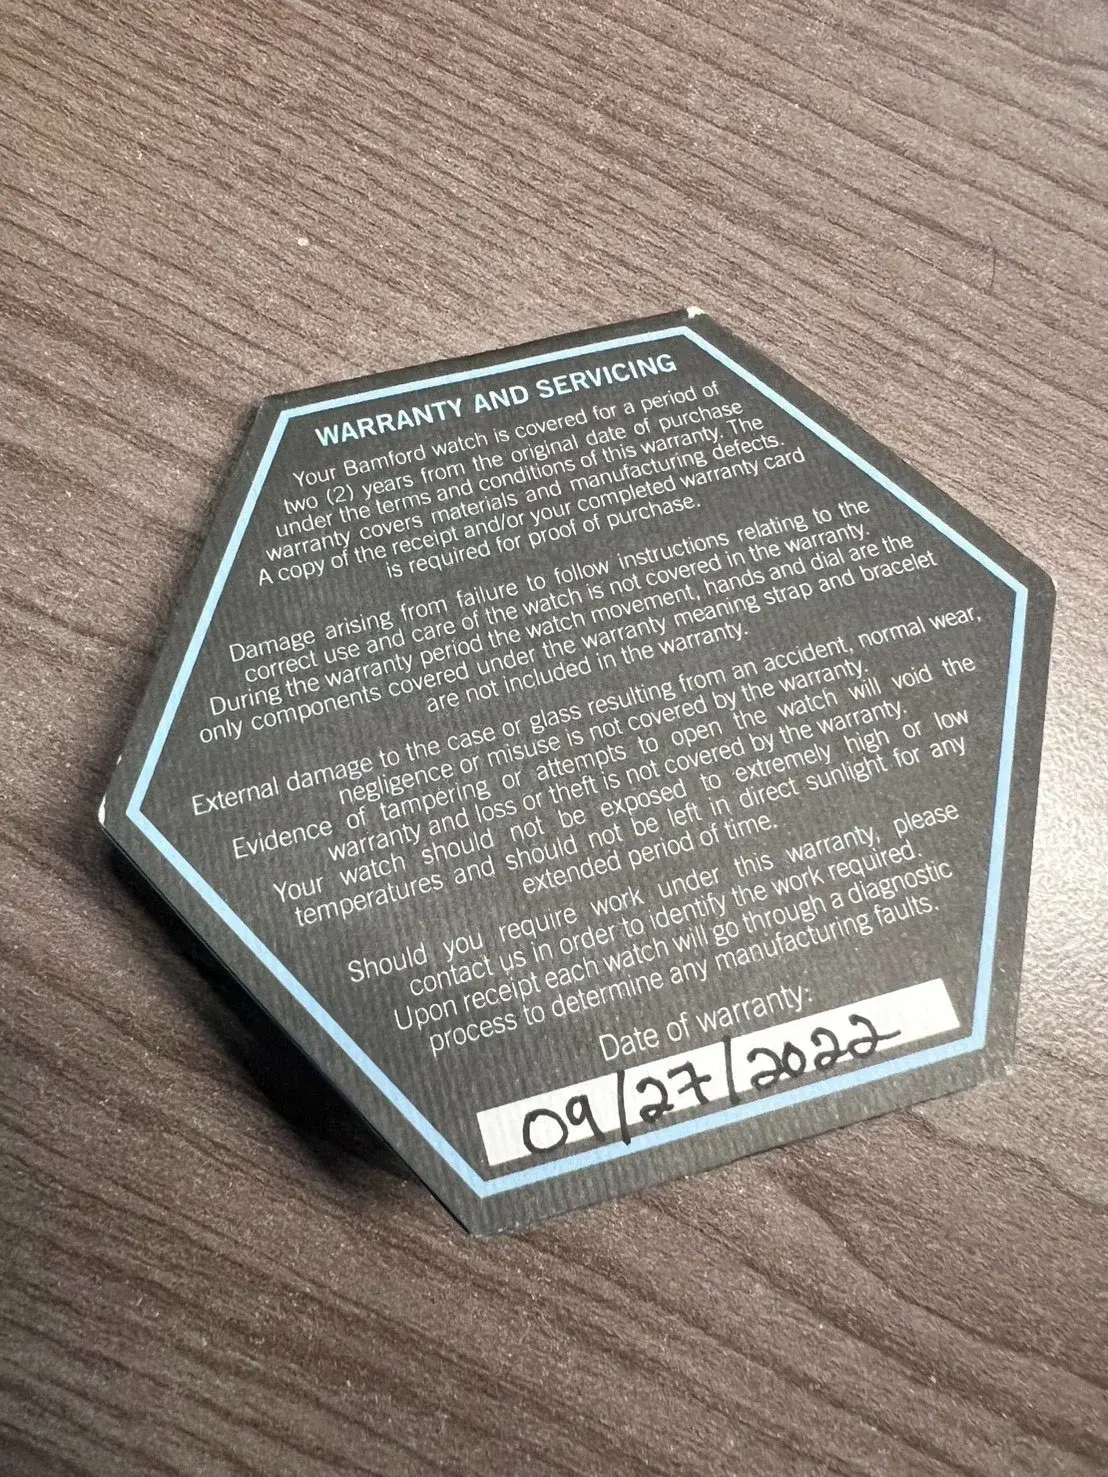 WARRANTY AND SERVICING
Your Bamford watch is covered for a period of
two (2) years from the original date of purchase
under the terms and conditions of this warranty. The
warranty covers materials and manufacturing defects.
A copy of the receipt and/or your completed warranty card
is required for proof of purchase.
Damage arising from failure to follow instructions relating to the
correct use and care of the watch is not covered in the warranty.
During the warranty period the watch movement, hands and dial are the
only components covered under the warranty meaning strap and bracelet
are not included in the warranty.
External damage to the case or glass resulting from an accident, normal wear,
negligence or misuse is not covered by the warranty.
Evidence of tampering or attempts to open the watch will void the
warranty and loss or theft is not covered by the warranty.
Your watch should not be exposed to extremely high or low
temperatures and should not be left in direct sunlight for any
extended period of time.
Should you require work under this warranty, please
contact us in order to identify the work required.
Upon receipt each watch will go through a diagnostic
process to determine any manufacturing faults.
Date of warranty:
09/27/2022